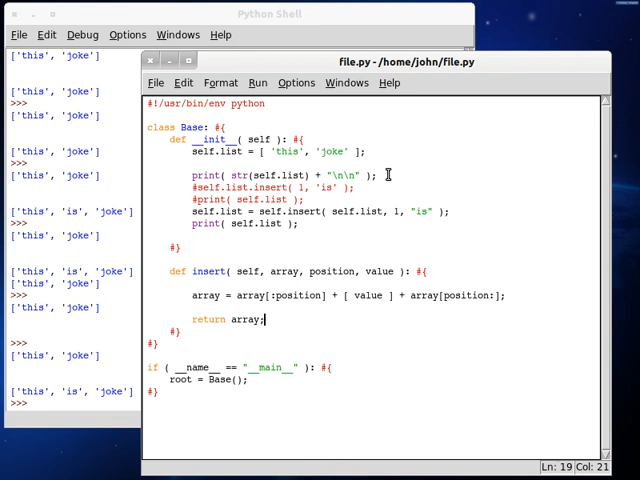 Python Shell
File Edit Debug Options Windows Help
['this', 'joke']
['this', 'joke']
>>>
['this', 'joke']
['this', 'joke']
>>>
['this', 'joke']
['this', 'is', 'joke']
>>>
['this', 'joke']
['this', 'is', 'joke']
>>>
['this', 'joke']
>>>
['this', 'joke']
['this', 'is', 'joke']
>>>
file.py - /home/john/file.py
File Edit Format Run Options Windows Help
#!/usr/bin/env python
class Base: #{
    def __init__( self ): #{
        self.list = [ 'this', 'joke' ];
        print( str(self.list) + "\n\n" );
        #self.list.insert( 1, 'is' );
        #print( self.list );
        self.list = self.insert( self.list, 1, "is" );
        print( self.list );
    #}
    def insert( self, array, position, value ): #{
        array = array[:position] + [ value ] + array[position:];
        return array;
    #}
#}
if ( __name__ == "__main__" ): #{
    root = Base();
#}
Ln: 19 Col: 21